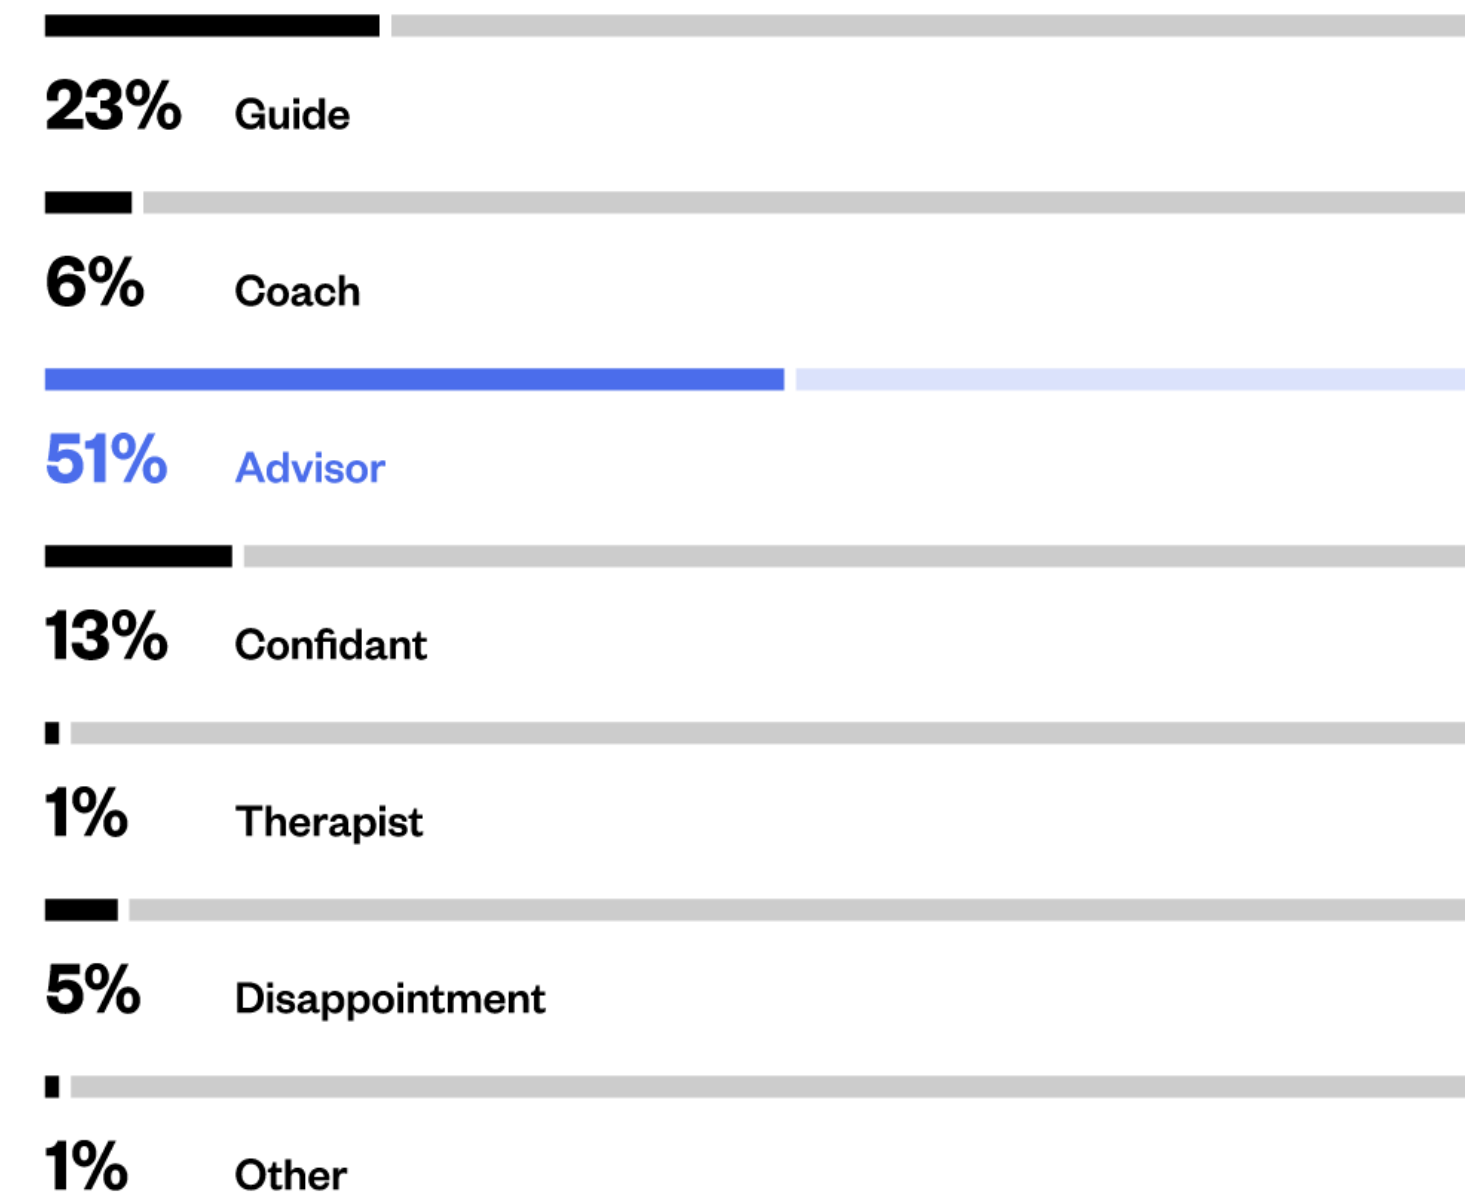 23% Guide
6% Coach
51% Advisor
13% Confidant
1% Therapist
5% Disappointment
1% Other